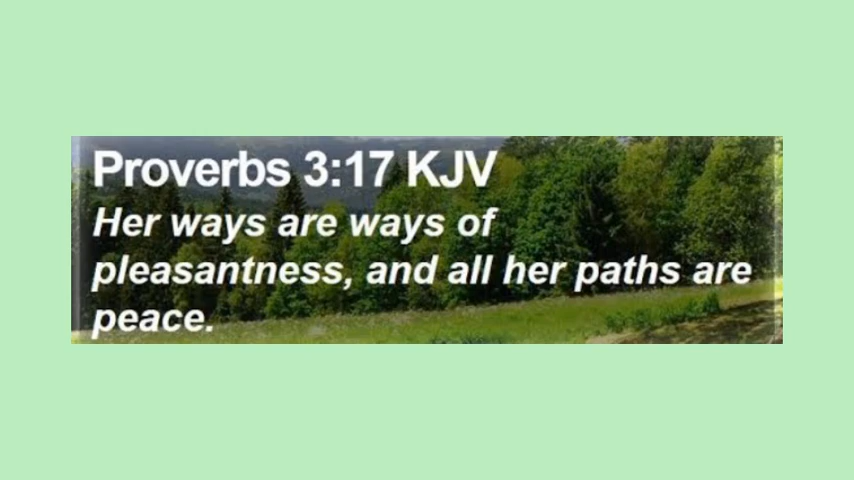 Proverbs 3:17 KJV
Her ways are ways of
pleasantness, and all her paths are
peace.